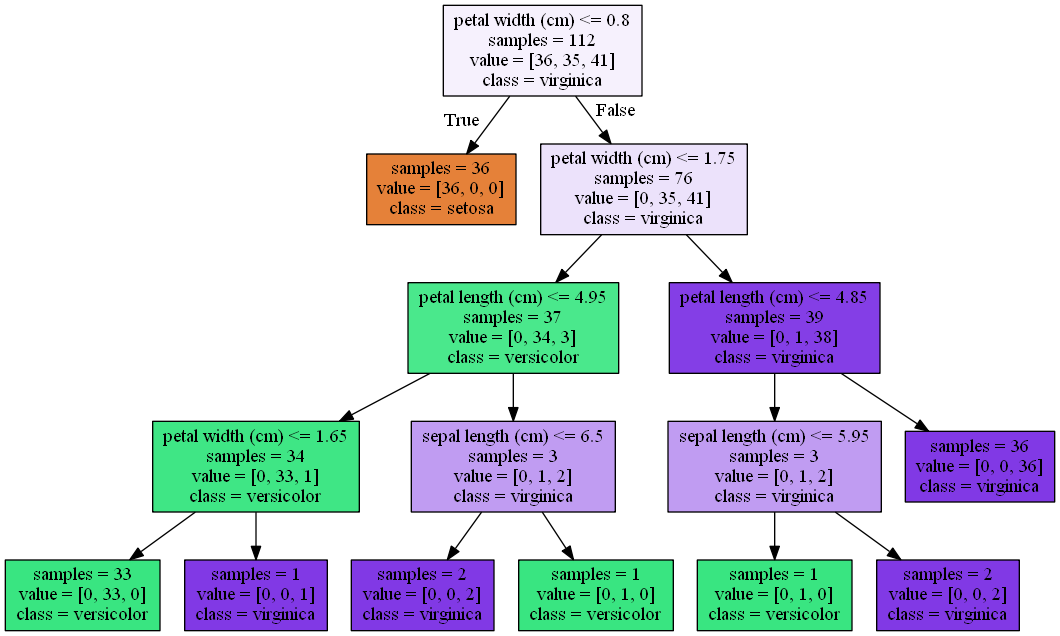 petal width (cm) <= 0.8
samples = 112
value = [36, 35, 41]
class = virginica
True
False
samples = 36
value = [36, 0, 0]
class = setosa
petal width (cm) <= 1.75
samples = 76
value = [0, 35, 41]
class = virginica
petal length (cm) <= 4.95
samples = 37
value = [0, 34, 3]
class = versicolor
petal length (cm) <= 4.85
samples = 39
value = [0, 1, 38]
class = virginica
petal width (cm) <= 1.65
samples = 34
value = [0, 33, 1]
class = versicolor
sepal length (cm) <= 6.5
samples = 3
value = [0, 1, 2]
class = virginica
sepal length (cm) <= 5.95
samples = 3
value = [0, 1, 2]
class = virginica
samples = 36
value = [0, 0, 36]
class = virginica
samples = 33
value = [0, 33, 0]
class = versicolor
samples = 1
value = [0, 0, 1]
class = virginica
samples = 2
value = [0, 0, 2]
class = virginica
samples = 1
value = [0, 1, 0]
class = versicolor
samples = 1
value = [0, 1, 0]
class = versicolor
samples = 2
value = [0, 0, 2]
class = virginica